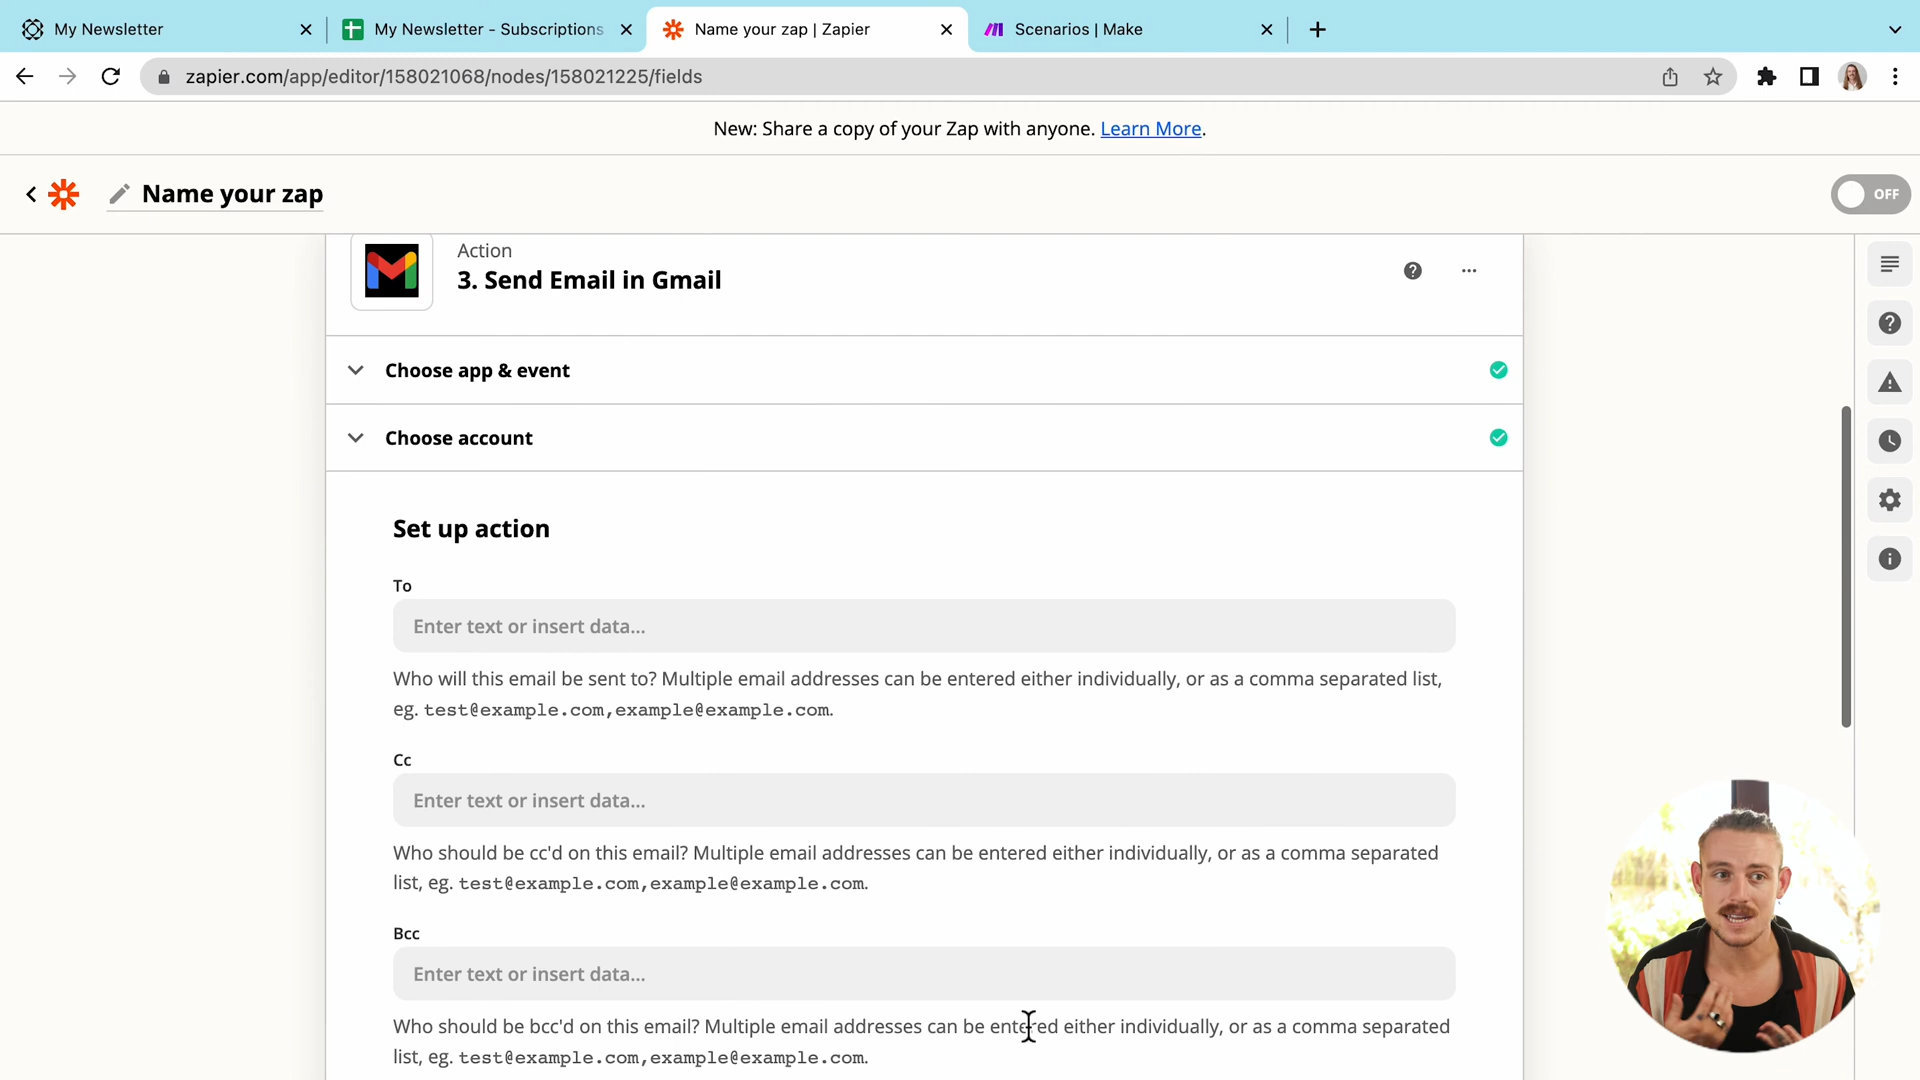 My Newsletter
My Newsletter - Subscriptions
Name your zap | Zapier
Scenarios | Make
zapier.com/app/editor/158021068/nodes/158021225/fields
New: Share a copy of your Zap with anyone. Learn More.
Name your zap
OFF
Action
3. Send Email in Gmail
Choose app & event
Choose account
Set up action
To
Enter text or insert data...
Who will this email be sent to? Multiple email addresses can be entered either individually, or as a comma separated list,
eg. test@example.com,example@example.com.
Cc
Enter text or insert data...
Who should be cc'd on this email? Multiple email addresses can be entered either individually, or as a comma separated
list, eg. test@example.com,example@example.com.
Bcc
Enter text or insert data...
Who should be bcc'd on this email? Multiple email addresses can be entered either individually, or as a comma separated
list, eg. test@example.com,example@example.com.